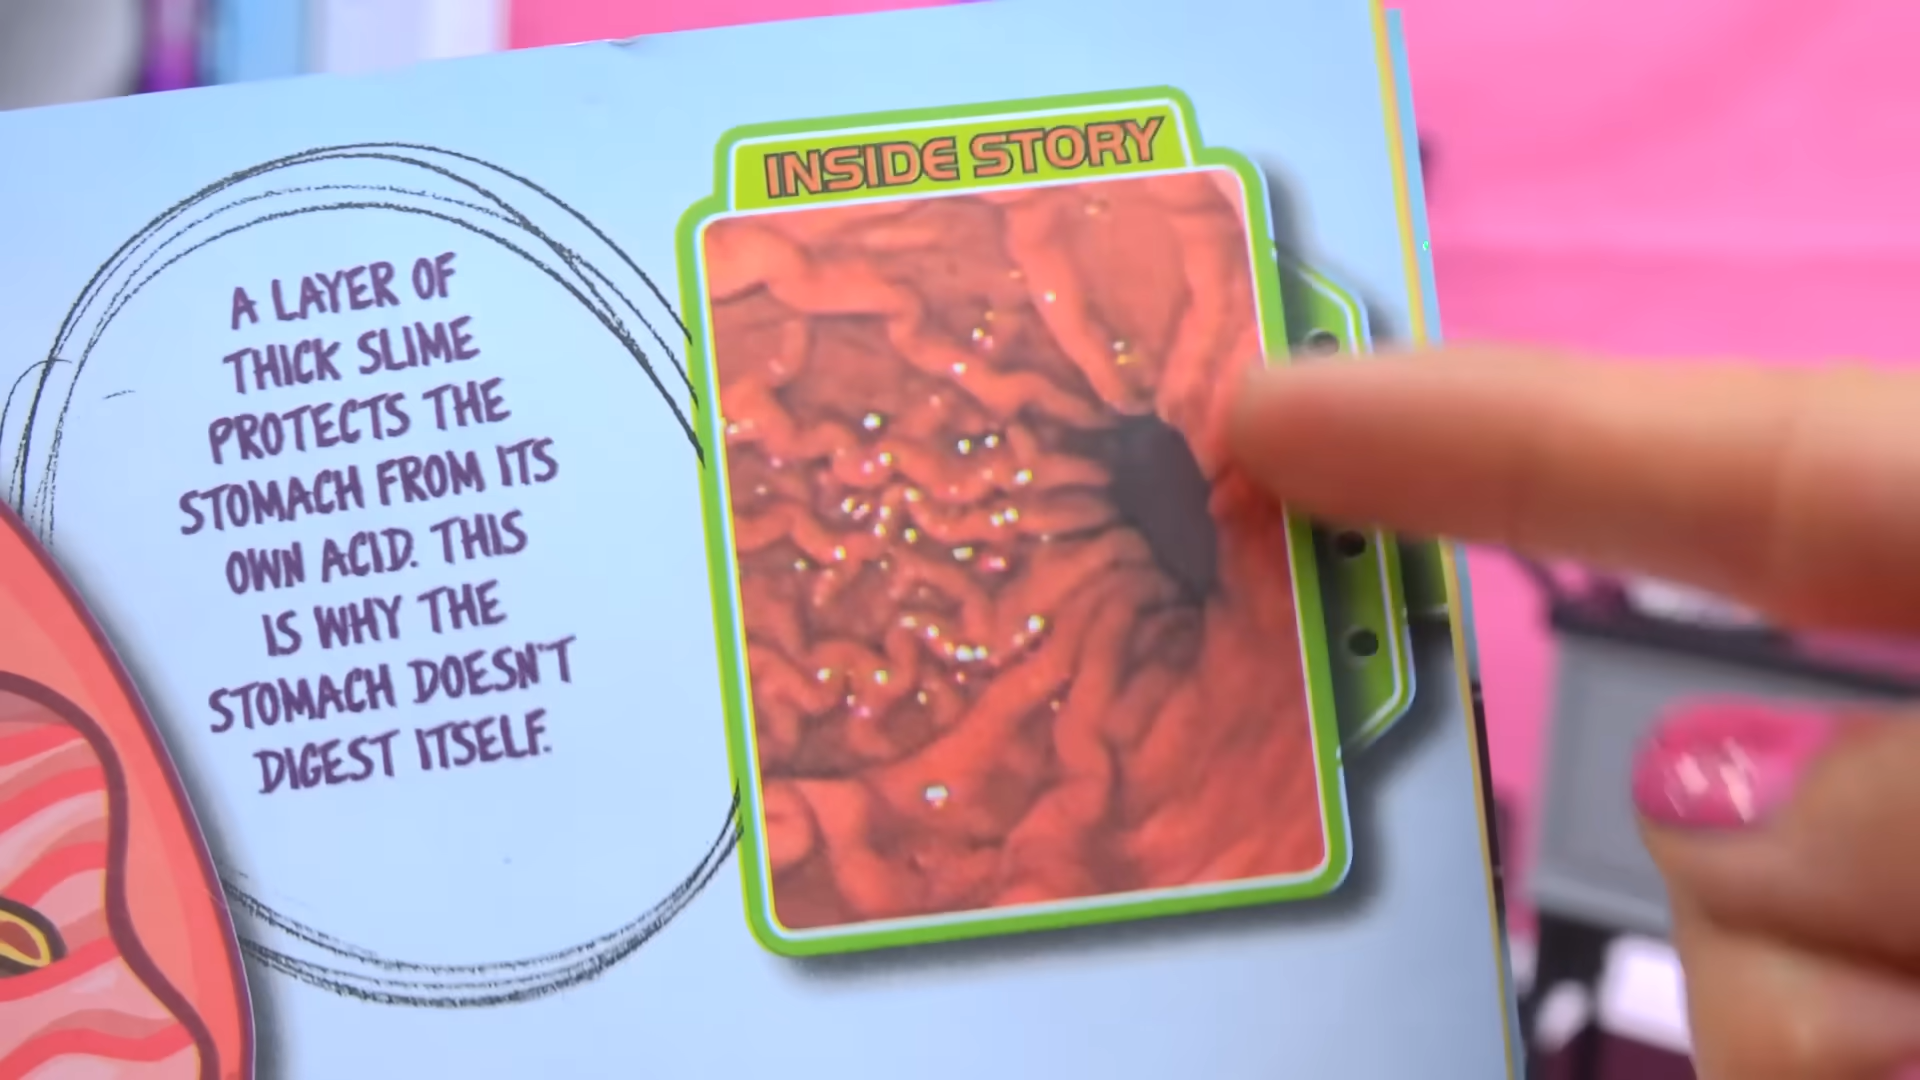 A LAYER OF
THICK SLIME
PROTECTS THE
STOMACH FROM ITS
OWN ACID. THIS
IS WHY THE
STOMACH DOESN'T
DIGEST ITSELF.
INSIDE STORY